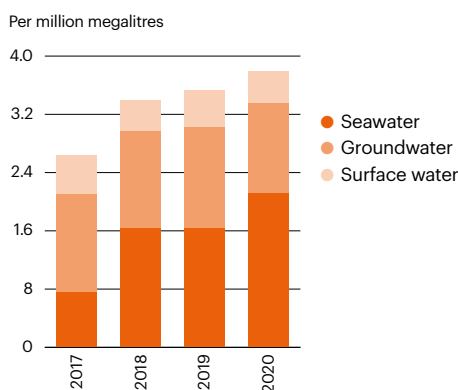 Per million megalitres
4.0
3.2
2.4
1.6
8
0
2017
2018
2019
2020
Seawater
Groundwater
Surface water